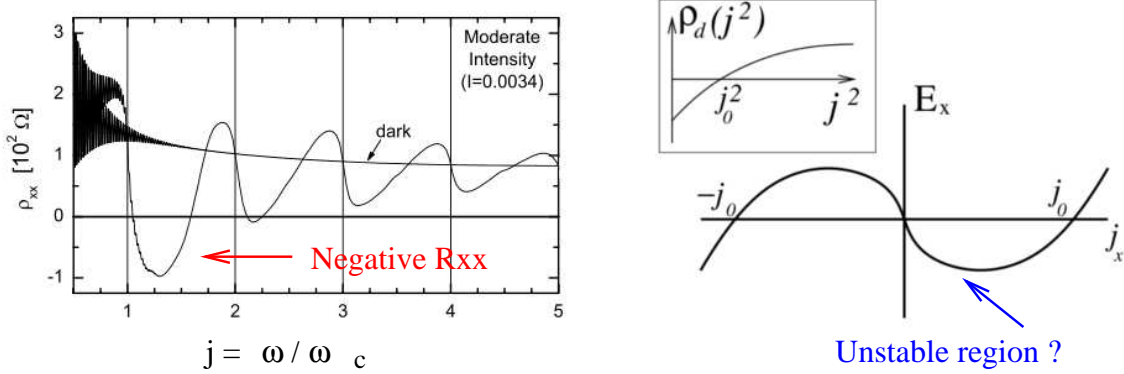 3
2
1
0
-1
ρxx [10² Ω]
Moderate
Intensity
(I=0.0034)
dark
Negative Rxx
1 2 3 4 5
j = ω / ω c
ρd(j²)
j₀²
j²
Ex
-j₀
j₀
jx
Unstable region ?